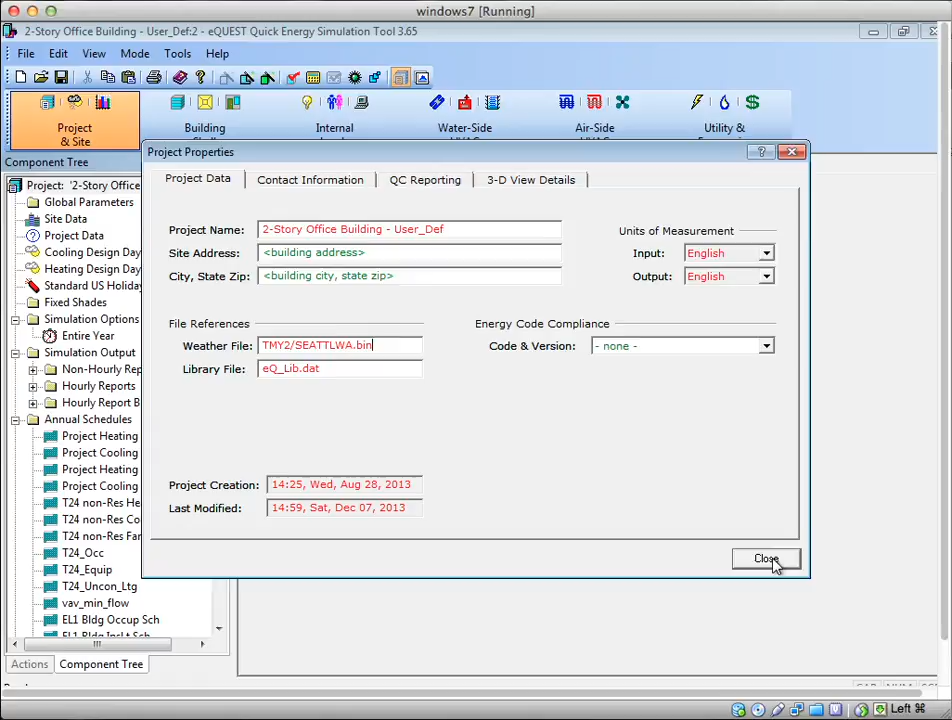 windows7 [Running]
2-Story Office Building - User_Def:2 - eQUEST Quick Energy Simulation Tool 3.65
File Edit View Mode Tools Help
Project & Site
Building
Internal
Water-Side
Air-Side
Utility &
Component Tree
Project: '2-Story Office
Global Parameters
Site Data
Project Data
Cooling Design Day
Heating Design Day
Standard US Holiday
Fixed Shades
Simulation Options
Entire Year
Simulation Output
Non-Hourly Rep
Hourly Reports
Hourly Report B
Annual Schedules
Project Heating
Project Cooling
Project Heating
Project Cooling
T24 non-Res He
T24 non-Res Co
T24 non-Res Far
T24_Occ
T24_Equip
T24_Uncon_Ltg
vav_min_flow
EL1 Bldg Occup Sch
EL1 Bldg InsLt Sch
Actions Component Tree
Project Properties
Project Data Contact Information QC Reporting 3-D View Details
Project Name: 2-Story Office Building - User_Def
Site Address: <building address>
City, State Zip: <building city, state zip>
Units of Measurement
Input: English
Output: English
File References
Weather File: TMY2/SEATTLWA.bin
Library File: eQ_Lib.dat
Energy Code Compliance
Code & Version: - none -
Project Creation: 14:25, Wed, Aug 28, 2013
Last Modified: 14:59, Sat, Dec 07, 2013
Close
Left ⌘